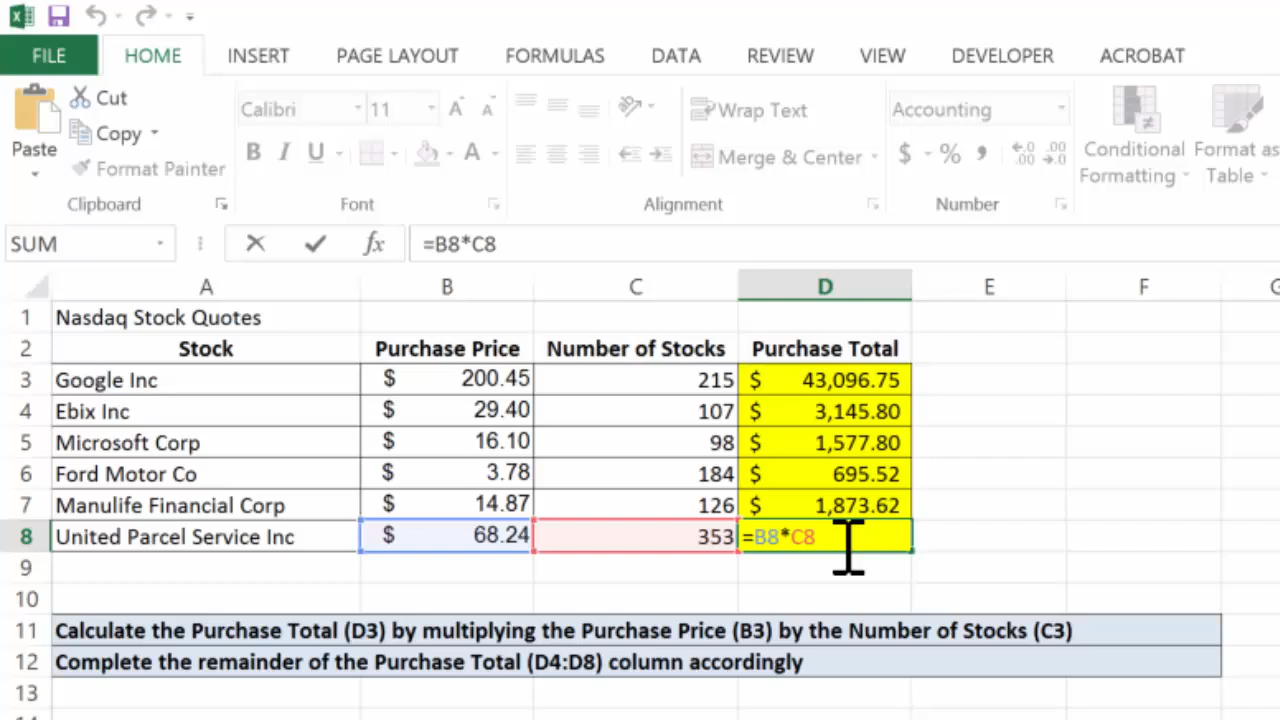 FILE HOME INSERT PAGE LAYOUT FORMULAS DATA REVIEW VIEW DEVELOPER ACROBAT
Paste
Cut
Copy
Format Painter
Clipboard
Calibri 11 A A
B I U A
Font
Wrap Text
Merge & Center
Alignment
Accounting
$ % , .0 .00 .00 .0
Number
Conditional Formatting
Format as Table
SUM fx =B8*C8
A B C D E F
1 Nasdaq Stock Quotes
2 Stock Purchase Price Number of Stocks Purchase Total
3 Google Inc $ 200.45 215 $ 43,096.75
4 Ebix Inc $ 29.40 107 $ 3,145.80
5 Microsoft Corp $ 16.10 98 $ 1,577.80
6 Ford Motor Co $ 3.78 184 $ 695.52
7 Manulife Financial Corp $ 14.87 126 $ 1,873.62
8 United Parcel Service Inc $ 68.24 353 =B8*C8
9
10
11 Calculate the Purchase Total (D3) by multiplying the Purchase Price (B3) by the Number of Stocks (C3)
12 Complete the remainder of the Purchase Total (D4:D8) column accordingly
13